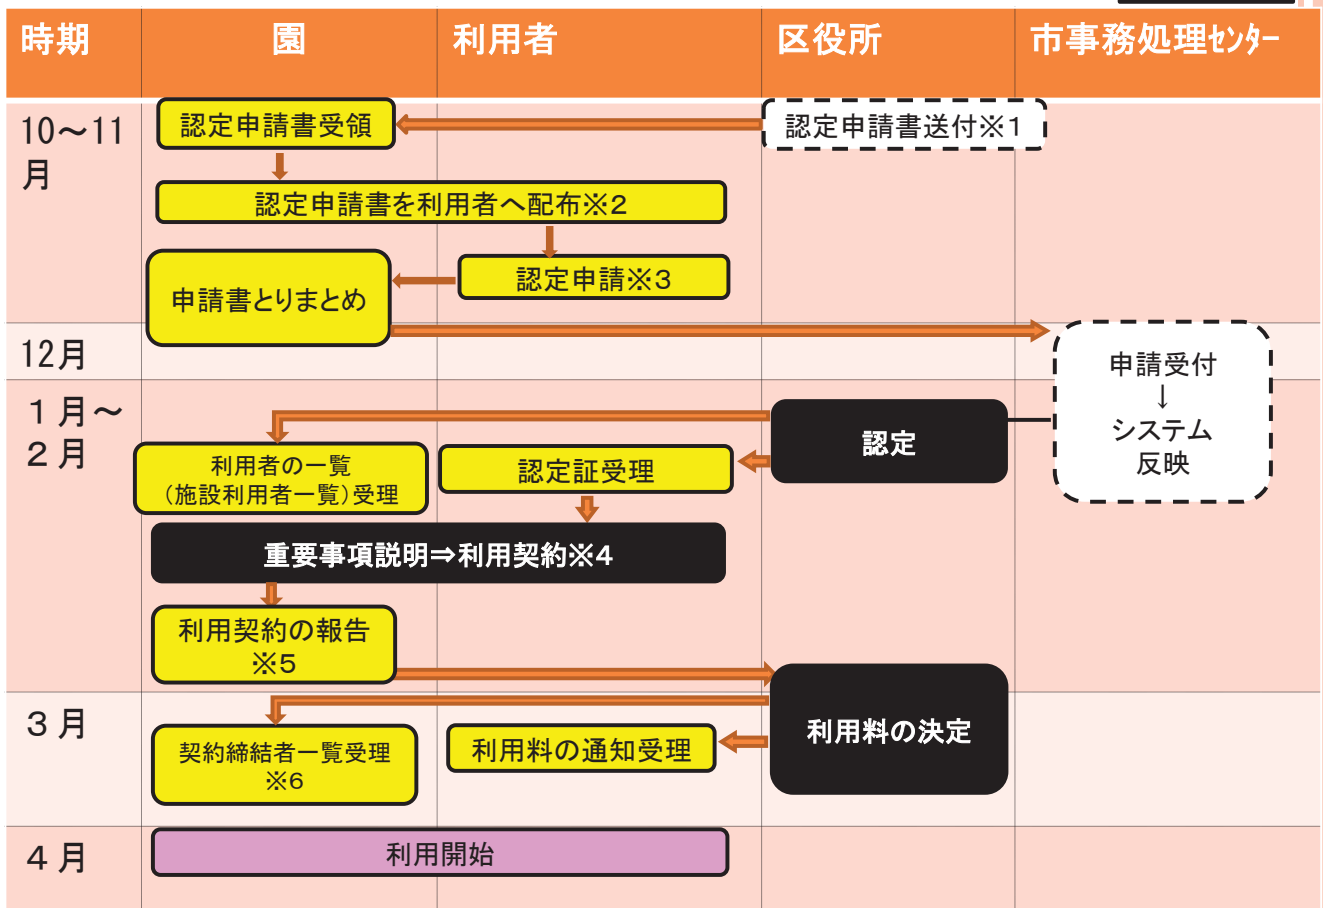 時期
園
利用者
区役所
市事務処理ｾﾝﾀｰ
10～11
月
認定申請書受領
認定申請書送付※1
認定申請書を利用者へ配布※2
認定申請※3
申請書とりまとめ
12月
申請受付
↓
システム
反映
１月～
２月
認定
利用者の一覧
（施設利用者一覧）受理
認定証受理
重要事項説明⇒利用契約※4
利用契約の報告
※5
３月
利用料の決定
契約締結者一覧受理
※6
利用料の通知受理
４月
利用開始